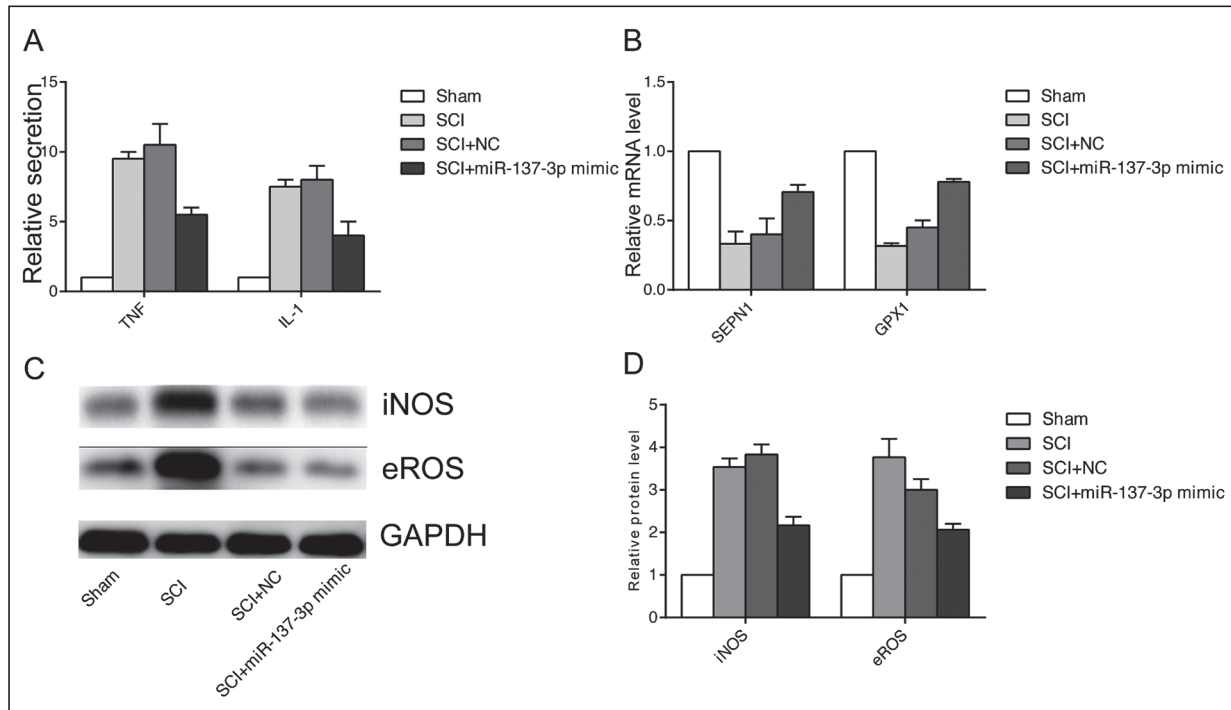 A
Relative secretion
15
10
5
0
TNF
IL-1
Sham
SCI
SCI+NC
SCI+miR-137-3p mimic
B
Relative mRNA level
1.5
1.0
0.5
0.0
SEPN1
GPX1
Sham
SCI
SCI+NC
SCI+miR-137-3p mimic
C
iNOS
eROS
GAPDH
Sham
SCI
SCI+NC
SCI+miR-137-3p mimic
D
Relative protein level
5
4
3
2
1
0
iNOS
eROS
Sham
SCI
SCI+NC
SCI+miR-137-3p mimic